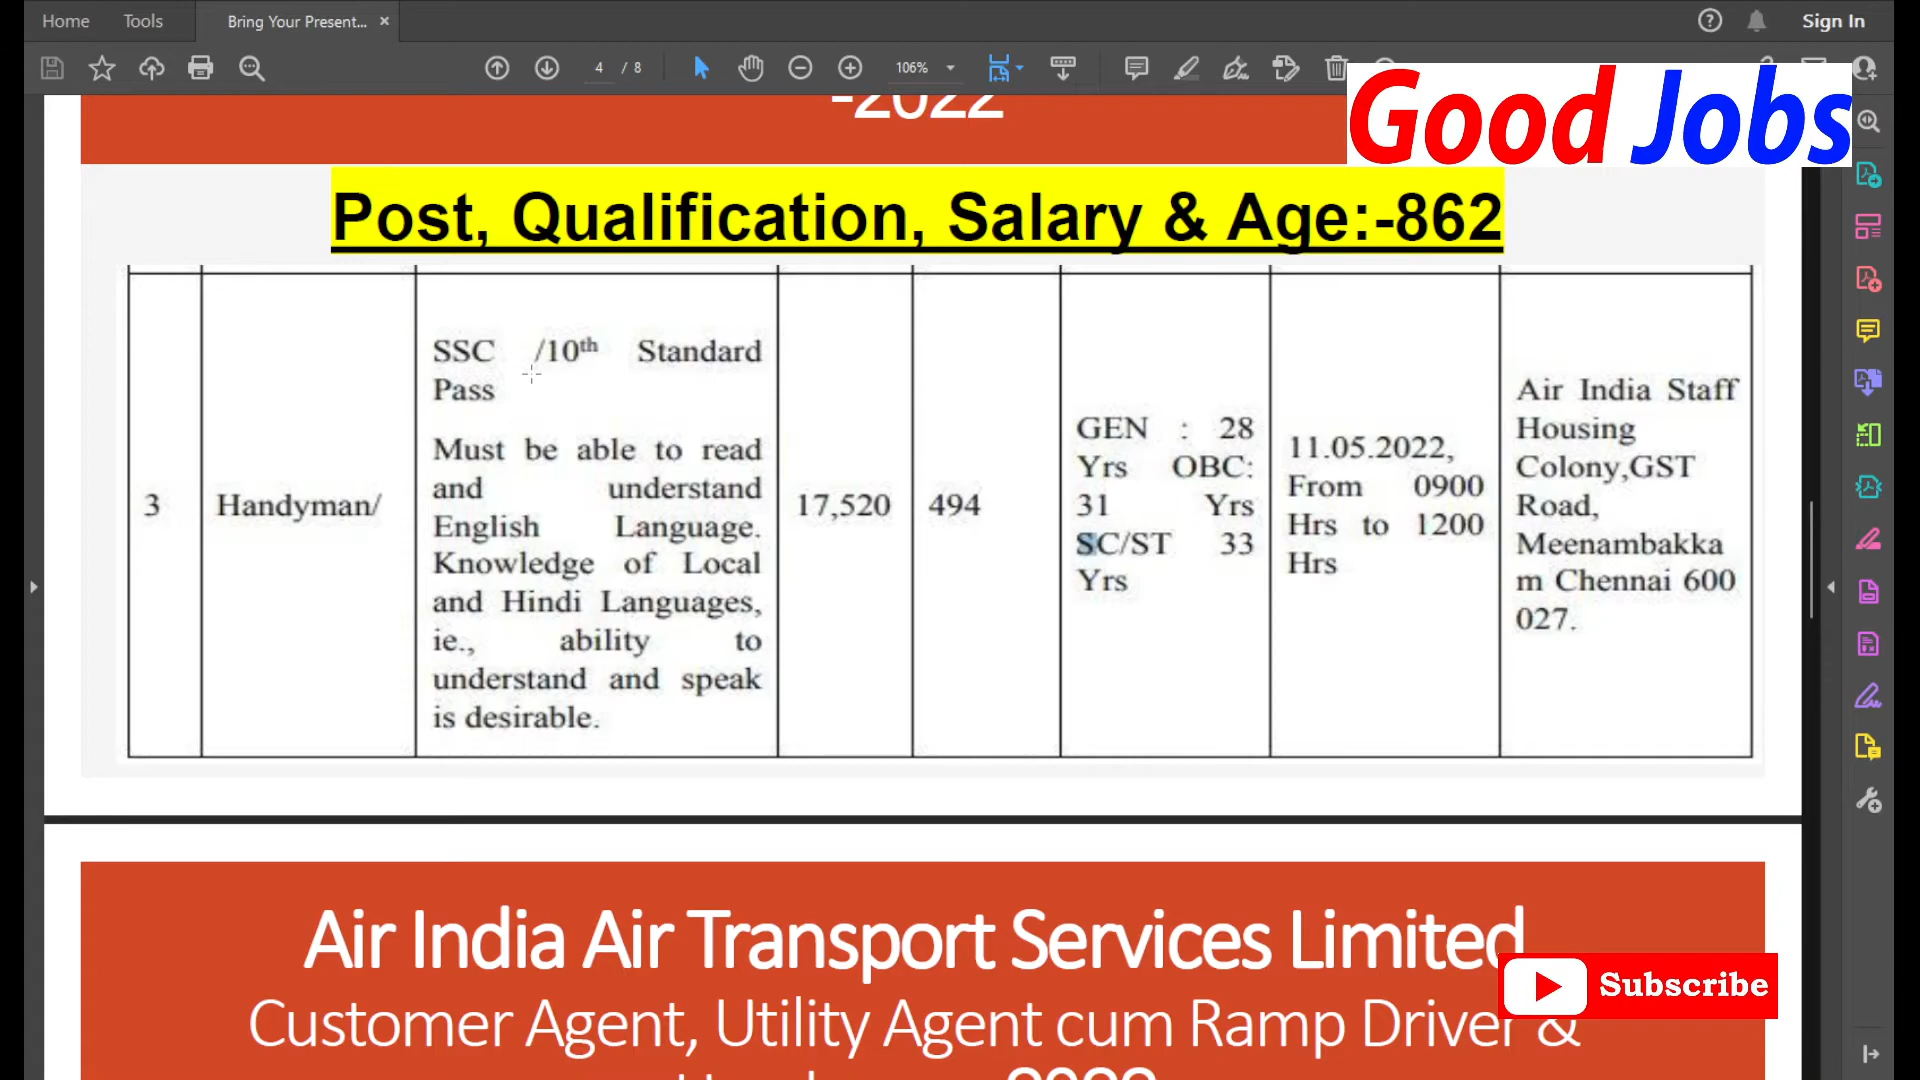 Home Tools Bring Your Present... × Sign In
4 / 8 106%
-2022
Good Jobs
Post, Qualification, Salary & Age:-862
SSC /10th Standard
Pass
Must be able to read
and understand
English Language.
Knowledge of Local
and Hindi Languages,
ie., ability to
understand and speak
is desirable.
3
Handyman/
17,520
494
GEN : 28
Yrs OBC:
31 Yrs
SC/ST 33
Yrs
11.05.2022,
From 0900
Hrs to 1200
Hrs
Air India Staff
Housing
Colony,GST
Road,
Meenambakka
m Chennai 600
027.
Air India Air Transport Services Limited
Subscribe
Customer Agent, Utility Agent cum Ramp Driver &